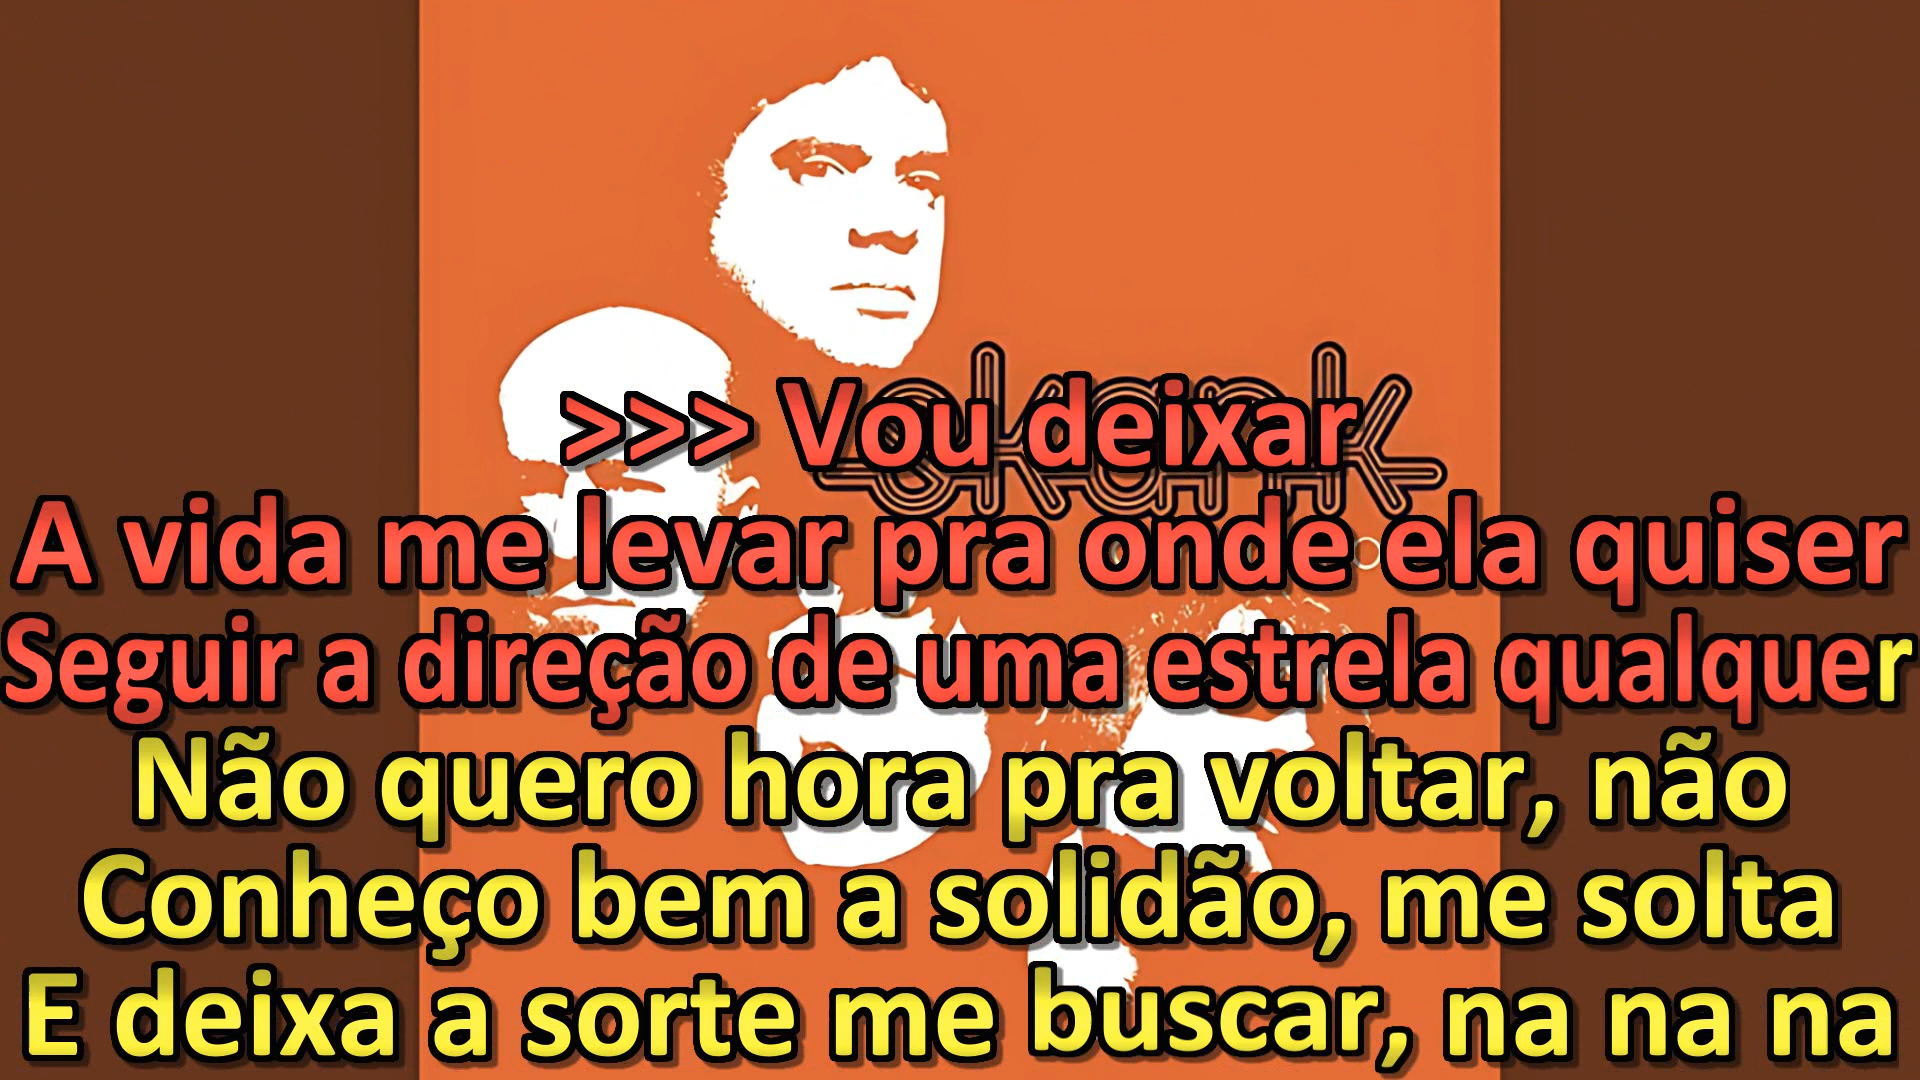 skank
>>> Vou deixar
A vida me levar pra onde ela quiser
Seguir a direção de uma estrela qualquer
Não quero hora pra voltar, não
Conheço bem a solidão, me solta
E deixa a sorte me buscar, na na na